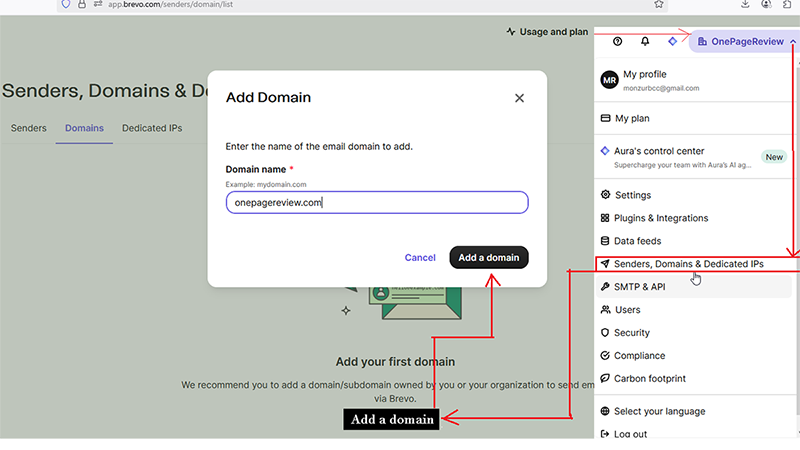 app.brevo.com/senders/domain/list
Usage and plan
OnePageReview
Senders, Domains & De
Senders
Domains
Dedicated IPs
Add Domain
Enter the name of the email domain to add.
Domain name *
Example: mydomain.com
onepagereview.com
Cancel
Add a domain
Add your first domain
We recommend you to add a domain/subdomain owned by you or your organization to send em
via Brevo.
Add a domain
MR
My profile
monzurbcc@gmail.com
My plan
Aura's control center
Supercharge your team with Aura's AI ag...
New
Settings
Plugins & Integrations
Data feeds
Senders, Domains & Dedicated IPs
SMTP & API
Users
Security
Compliance
Carbon footprint
Select your language
Log out